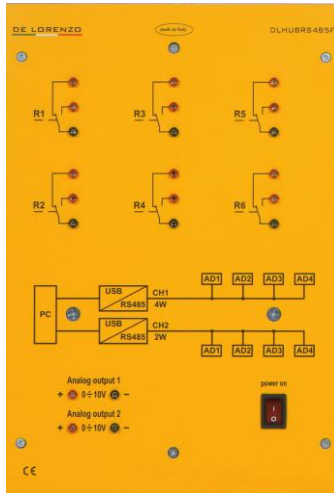 DE LORENZO
made in Italy
DLHUBRS485F
R1
R3
R5
R2
R4
R6
PC
USB
RS485
CH1
4W
AD1 AD2 AD3 AD4
USB
RS485
CH2
2W
AD1 AD2 AD3 AD4
Analog output 1
+ 0÷10V −
Analog output 2
+ 0÷10V −
power on
I
O
CE